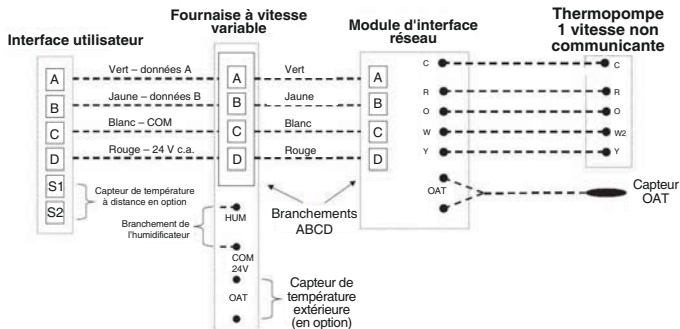 Interface utilisateur
A
B
C
D
S1
S2
Vert – données A
Jaune – données B
Blanc – COM
Rouge – 24 V c.a.
Capteur de température
à distance en option
Fournaise à vitesse
variable
A
B
C
D
HUM
COM
24V
OAT
Branchement de
l'humidificateur
Capteur de
température
extérieure
(en option)
Vert
Jaune
Blanc
Rouge
Branchements
ABCD
Module d'interface
réseau
A
B
C
D
C
R
O
W
Y
OAT
Thermopompe
1 vitesse non
communicante
C
R
O
W2
Y
Capteur
OAT